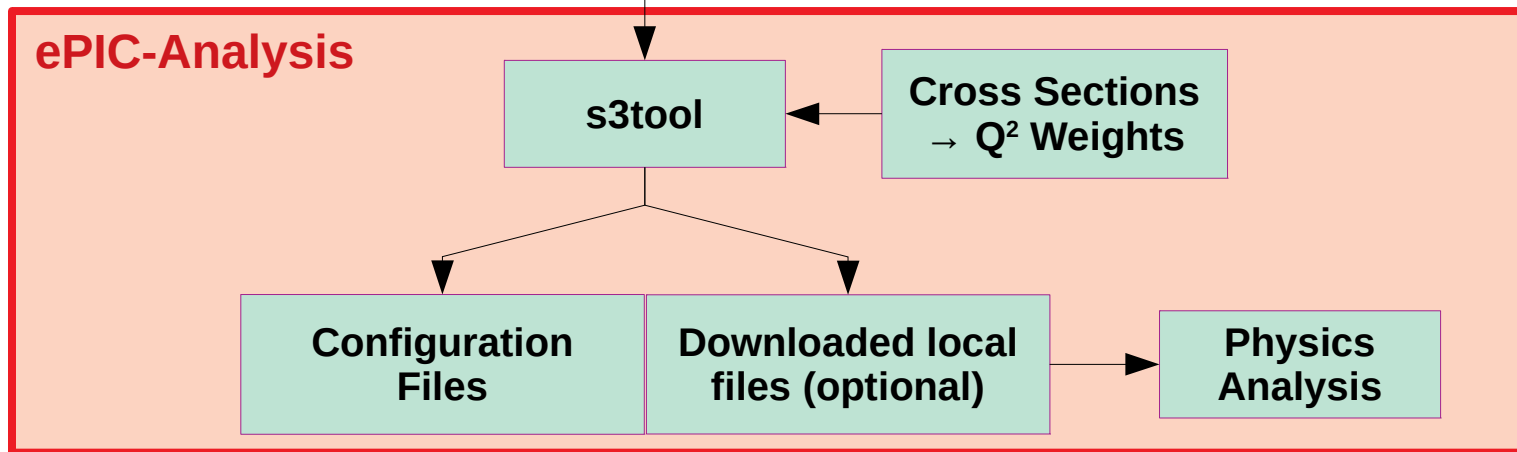 ePIC-Analysis
s3tool
Cross Sections
→ Q² Weights
Configuration
Files
Downloaded local
files (optional)
Physics
Analysis